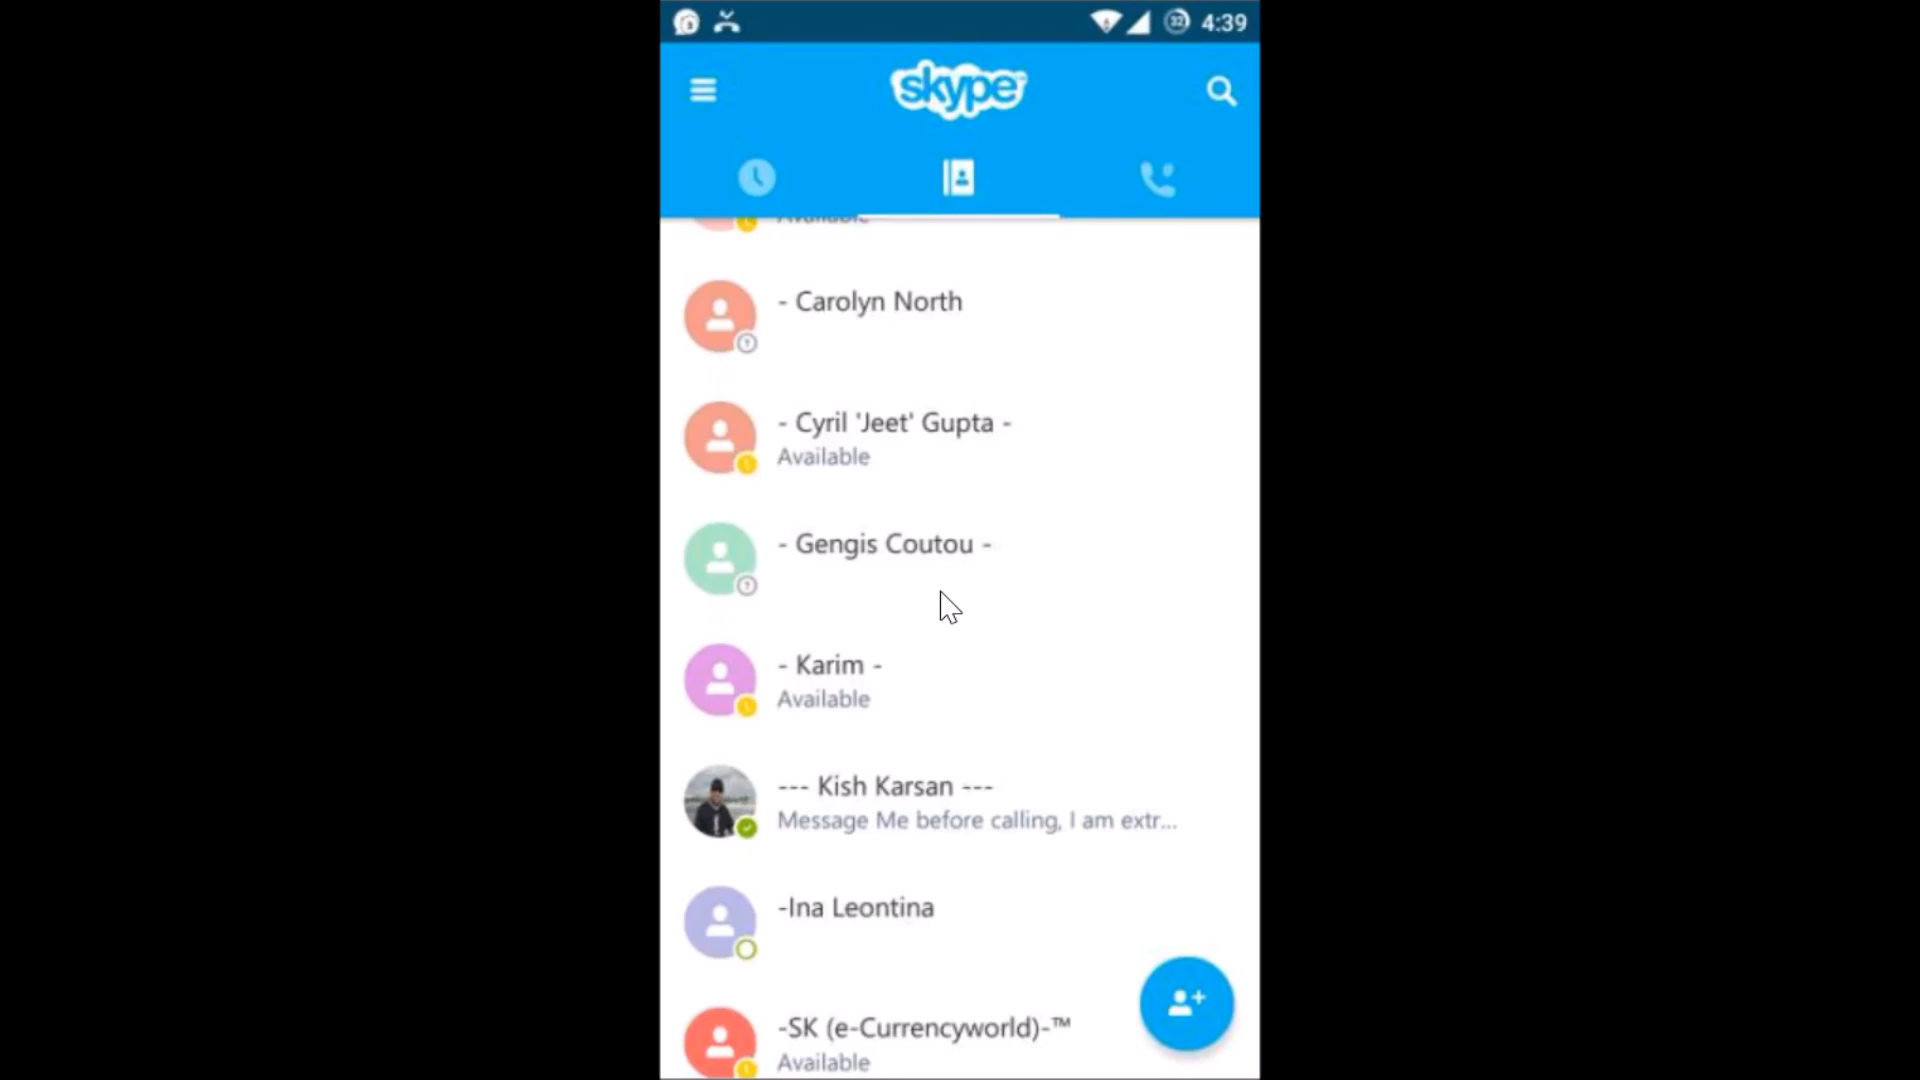 4:39
skype
Available
- Carolyn North
- Cyril 'Jeet' Gupta -
Available
- Gengis Coutou -
- Karim -
Available
--- Kish Karsan ---
Message Me before calling, I am extr...
-Ina Leontina
-SK (e-Currencyworld)-™
Available